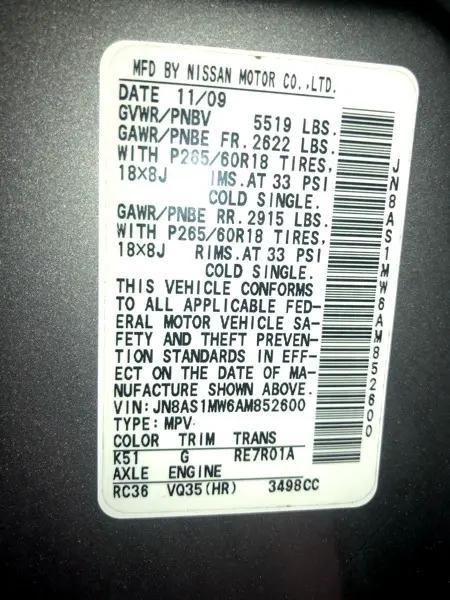 MFD BY NISSAN MOTOR CO.,LTD.
DATE 11/09
GVWR/PNBV 5519 LBS.
GAWR/PNBE FR. 2622 LBS.
WITH P265/60R18 TIRES,
18X8J IMS.AT 33 PSI
COLD SINGLE.
GAWR/PNBE RR. 2915 LBS.
WITH P265/60R18 TIRES,
18X8J RIMS.AT 33 PSI
COLD SINGLE.
THIS VEHICLE CONFORMS
TO ALL APPLICABLE FED-
ERAL MOTOR VEHICLE SA-
FETY AND THEFT PREVEN-
TION STANDARDS IN EFF-
ECT ON THE DATE OF MA-
NUFACTURE SHOWN ABOVE.
VIN:JN8AS1MW6AM852600
TYPE:MPV
COLOR TRIM TRANS
K51 G RE7R01A
AXLE ENGINE
RC36 VQ35(HR) 3498CC
JN8AS1MW6AM852600